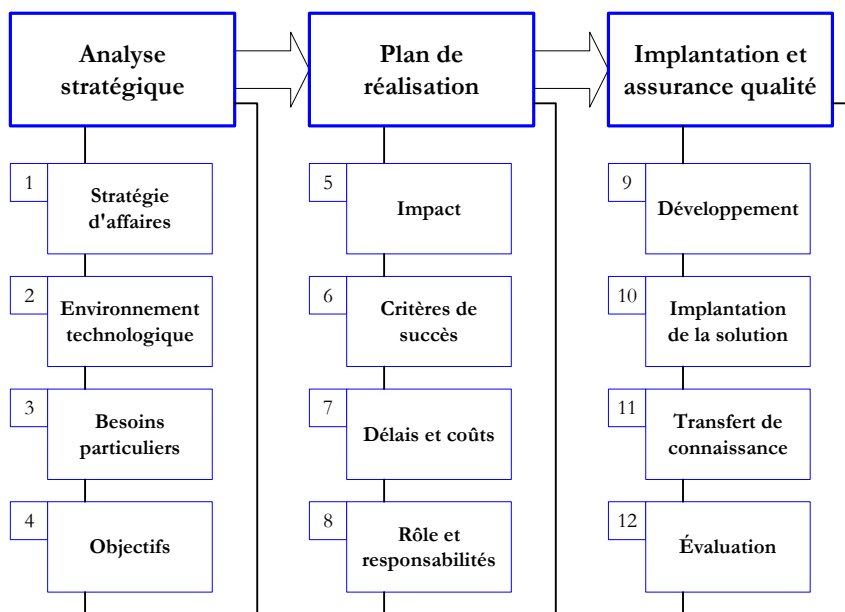 Analyse
stratégique
Plan de
réalisation
Implantation et
assurance qualité
1
Stratégie
d'affaires
2
Environnement
technologique
3
Besoins
particuliers
4
Objectifs
5
Impact
6
Critères de
succès
7
Délais et coûts
8
Rôle et
responsabilités
9
Développement
10
Implantation
de la solution
11
Transfert de
connaissance
12
Évaluation